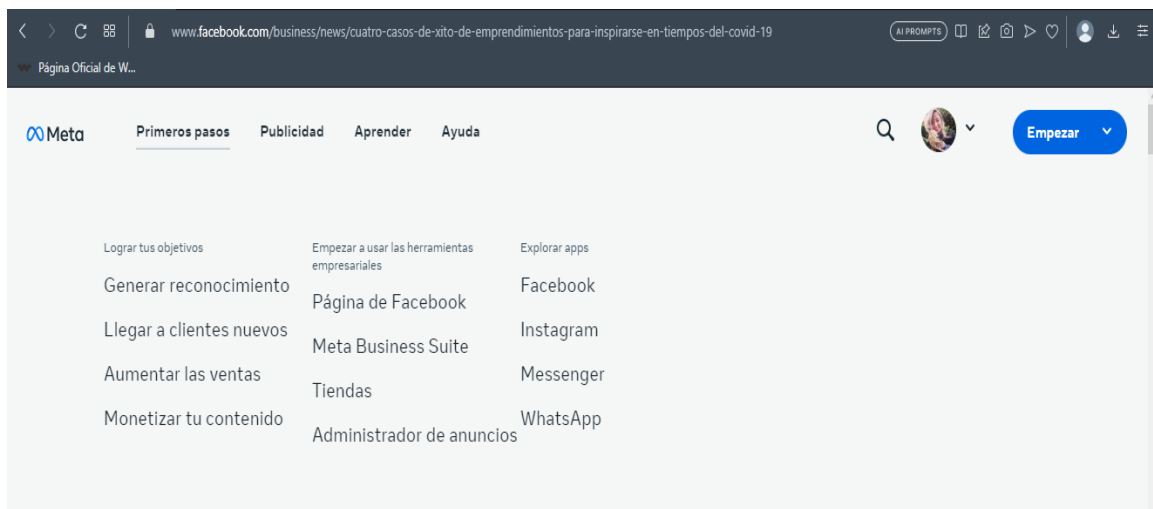 www.facebook.com/business/news/cuatro-casos-de-xito-de-emprendimientos-para-inspirarse-en-tiempos-del-covid-19
AI PROMPTS
Página Oficial de W...
Meta
Primeros pasos
Publicidad
Aprender
Ayuda
Empezar
Lograr tus objetivos
Generar reconocimiento
Llegar a clientes nuevos
Aumentar las ventas
Monetizar tu contenido
Empezar a usar las herramientas
empresariales
Página de Facebook
Meta Business Suite
Tiendas
Administrador de anuncios
Explorar apps
Facebook
Instagram
Messenger
WhatsApp